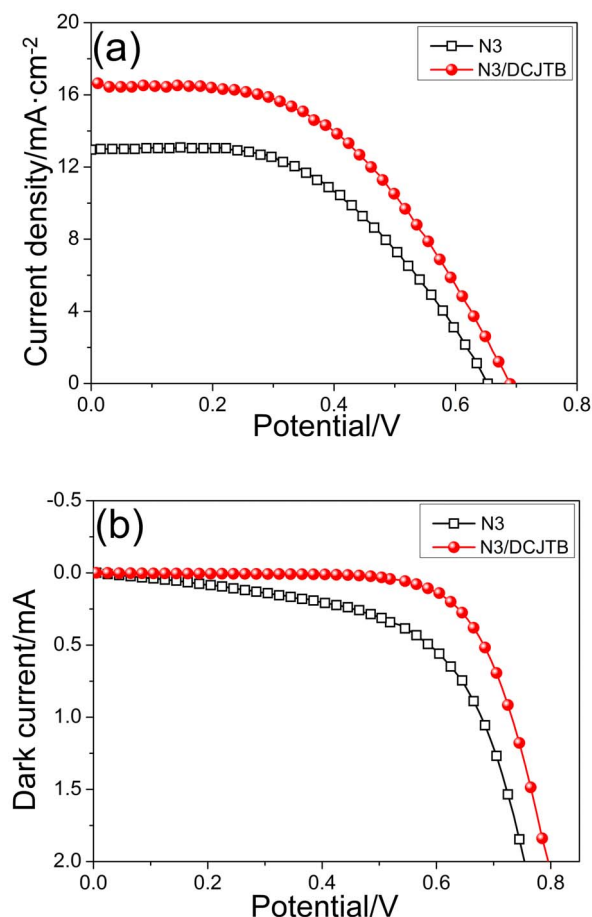 (a)
N3
N3/DCJTB
Current density/mA·cm-2
20
16
12
8
4
0
0.0 0.2 0.4 0.6 0.8
Potential/V
(b)
N3
N3/DCJTB
Dark current/mA
-0.5
0.0
0.5
1.0
1.5
2.0
0.0 0.2 0.4 0.6 0.8
Potential/V